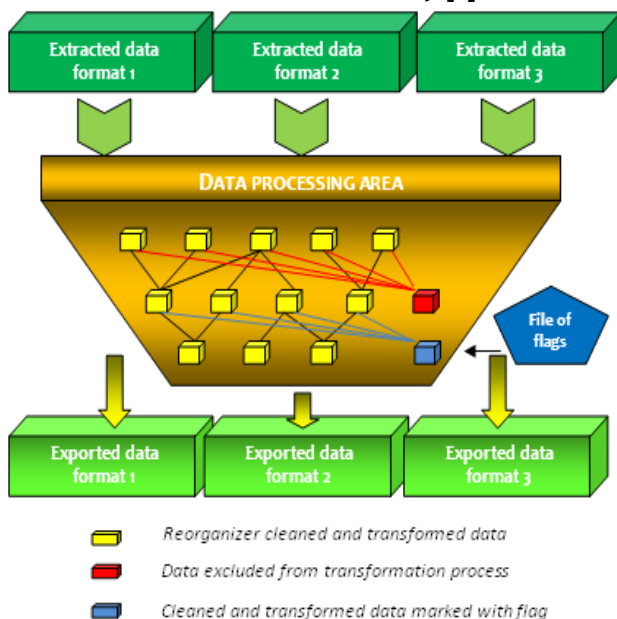 Extracted data
format 1
Extracted data
format 2
Extracted data
format 3
DATA PROCESSING AREA
File of
flags
Exported data
format 1
Exported data
format 2
Exported data
format 3
Reorganizer cleaned and transformed data
Data excluded from transformation process
Cleaned and transformed data marked with flag